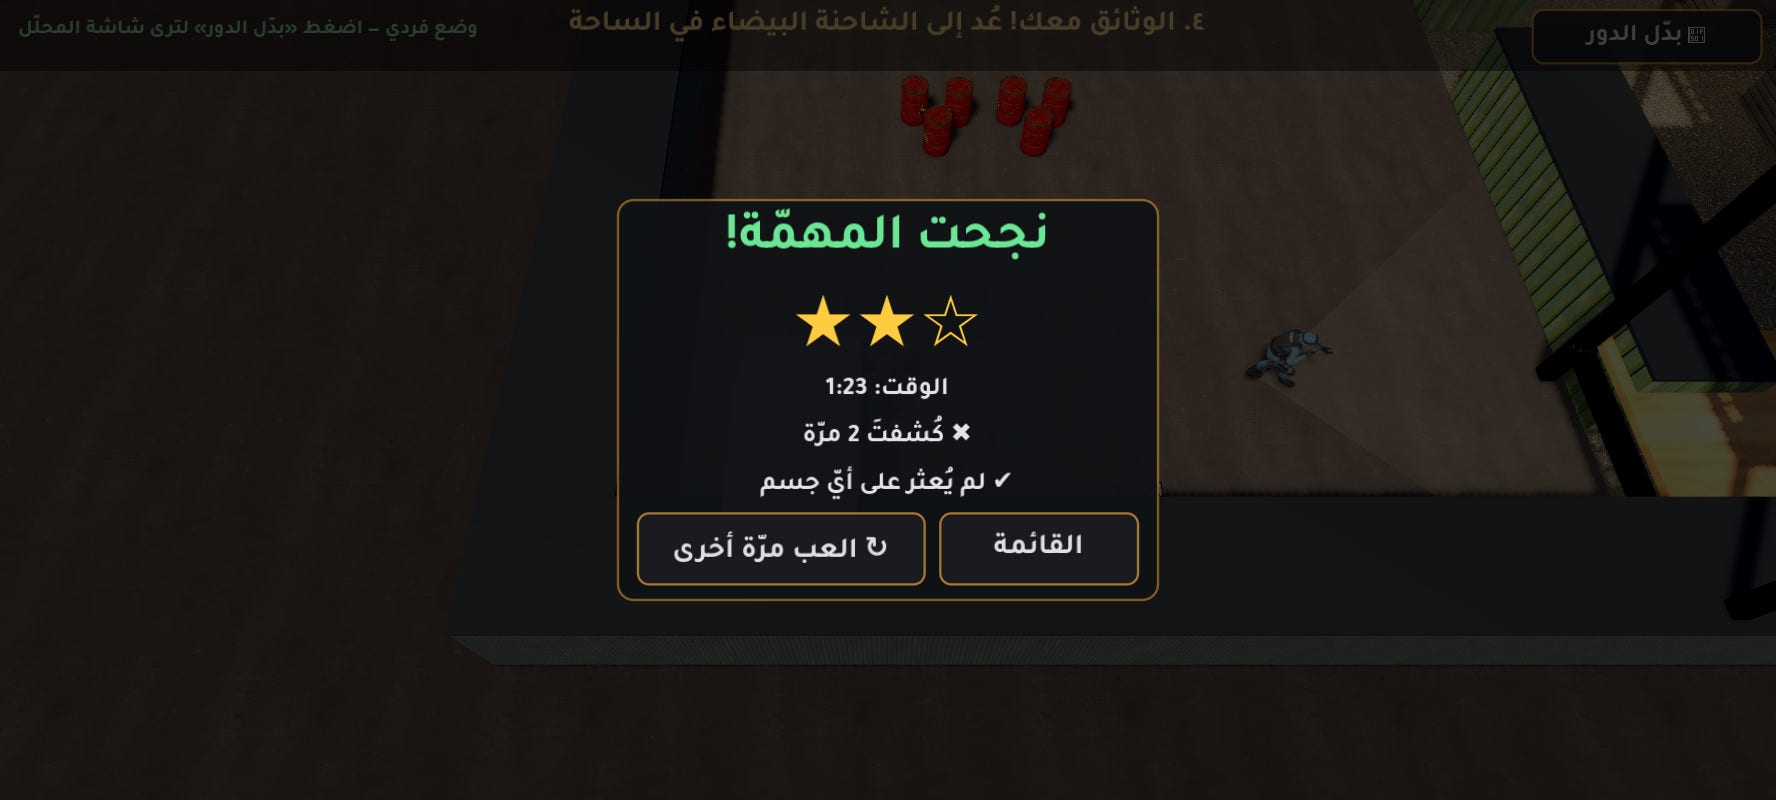 بدّل الدور
٤. الوثائق معك! عُد إلى الشاحنة البيضاء في الساحة
وضع فردي – اضغط «بدّل الدور» لترى شاشة المحلّل
نجحت المهمّة!
★★☆
الوقت: 1:23
✖ كُشفتَ 2 مرّة
✔ لم يُعثر على أيّ جسم
القائمة
↻ العب مرّة أخرى